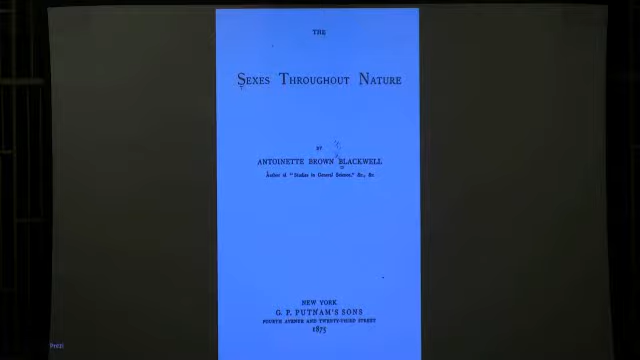 THE
SEXES THROUGHOUT NATURE
BY
ANTOINETTE BROWN BLACKWELL
Author of "Studies in General Science," &c., &c.
NEW YORK
G. P. PUTNAM'S SONS
FOURTH AVENUE AND TWENTY-THIRD STREET
1875
Prezi